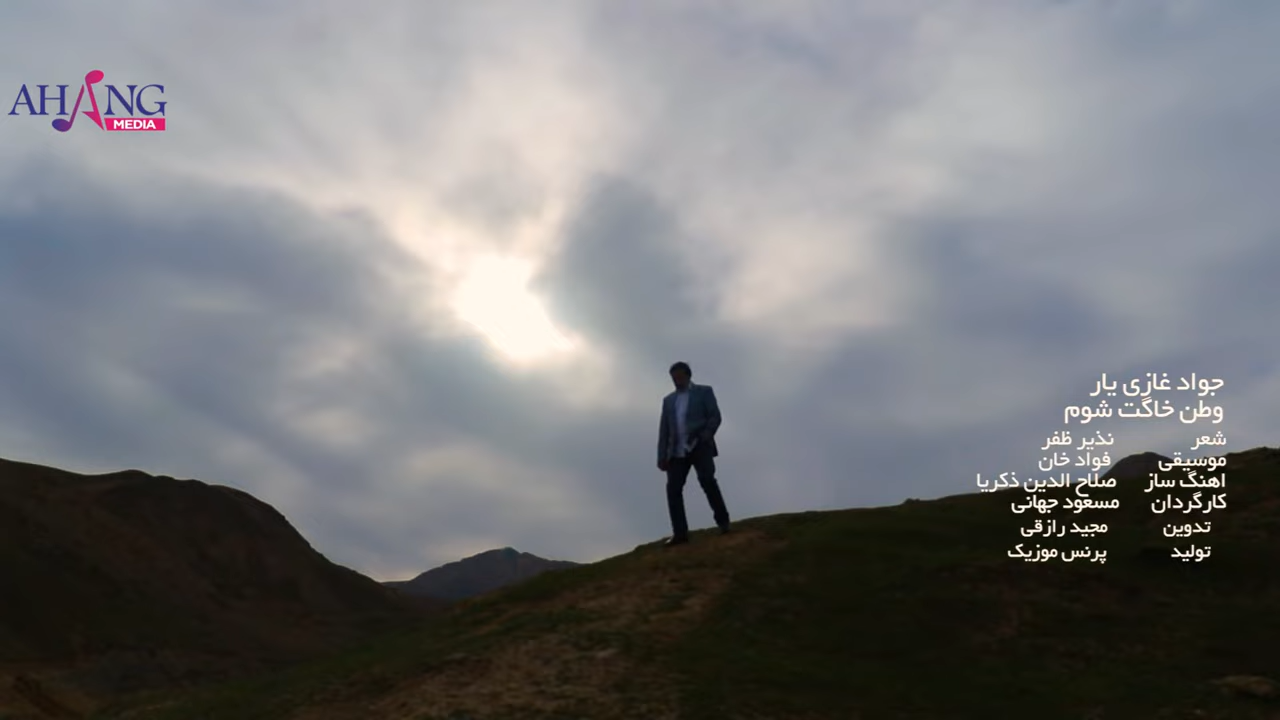 AHANG
MEDIA
جواد غازی یار
وطن خاگت شوم
شعر نذیر ظفر
موسیقی فواد خان
اهنگ ساز صلاح الدین ذکریا
کارگردان مسعود جهانی
تدوین مجید رازقی
تولید پرنس موزیک